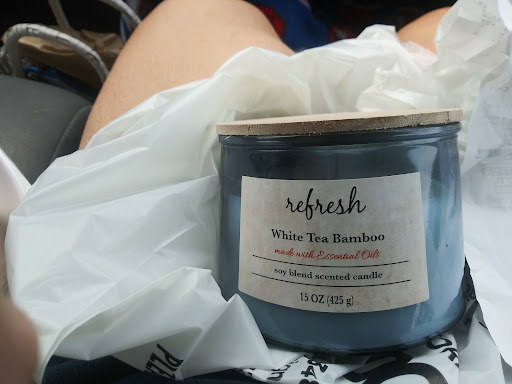 refresh
White Tea Bamboo
made with Essential Oils
soy blend scented candle
15 OZ (425 g)